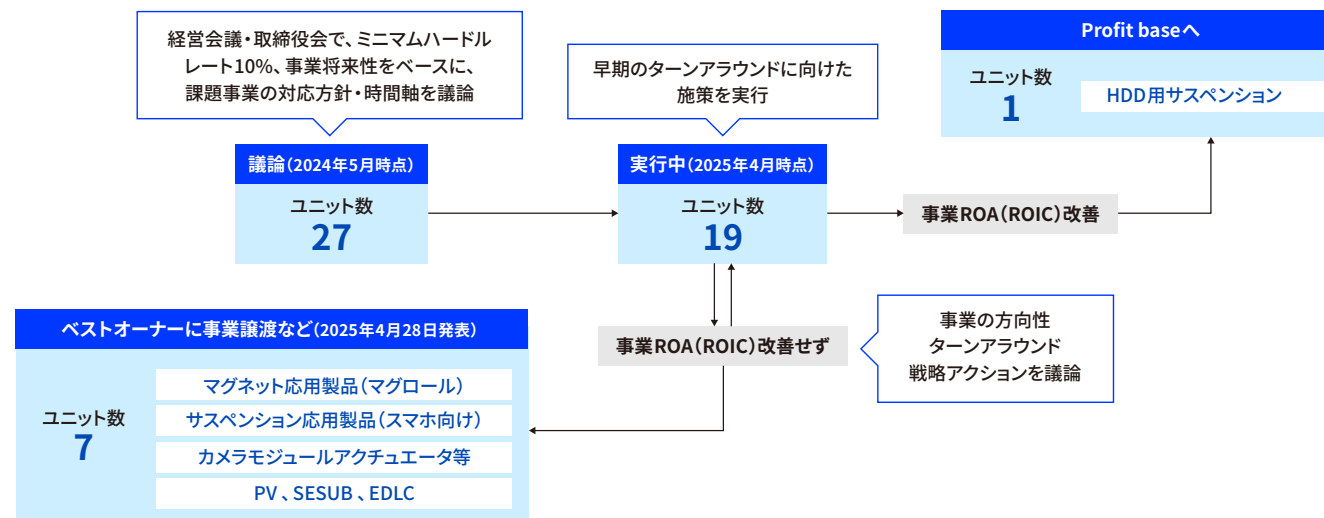 経営会議・取締役会で、ミニマムハードル
レート10%、事業将来性をベースに、
課題事業の対応方針・時間軸を議論
早期のターンアラウンドに向けた
施策を実行
Profit baseへ
ユニット数
1
HDD用サスペンション
議論(2024年5月時点)
ユニット数
27
実行中(2025年4月時点)
ユニット数
19
事業ROA(ROIC)改善
ベストオーナーに事業譲渡など(2025年4月28日発表)
ユニット数
7
マグネット応用製品(マグロール)
サスペンション応用製品(スマホ向け)
カメラモジュールアクチュエータ等
PV、SESUB、EDLC
事業ROA(ROIC)改善せず
事業の方向性
ターンアラウンド
戦略アクションを議論